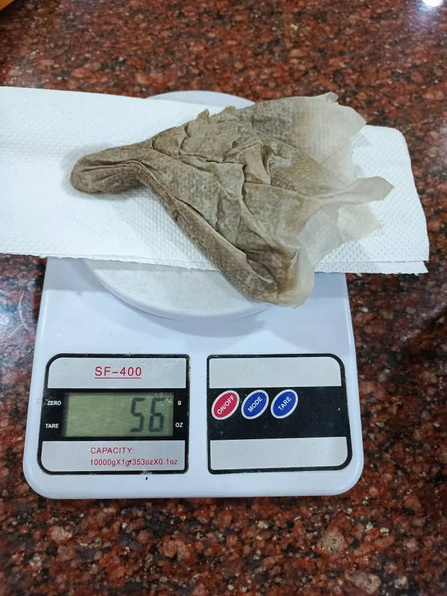 SF-400
ZERO
g
56
TARE
OZ
CAPACITY:
10000gX1g/353ozX0.1oz
ON/OFF
MODE
TARE